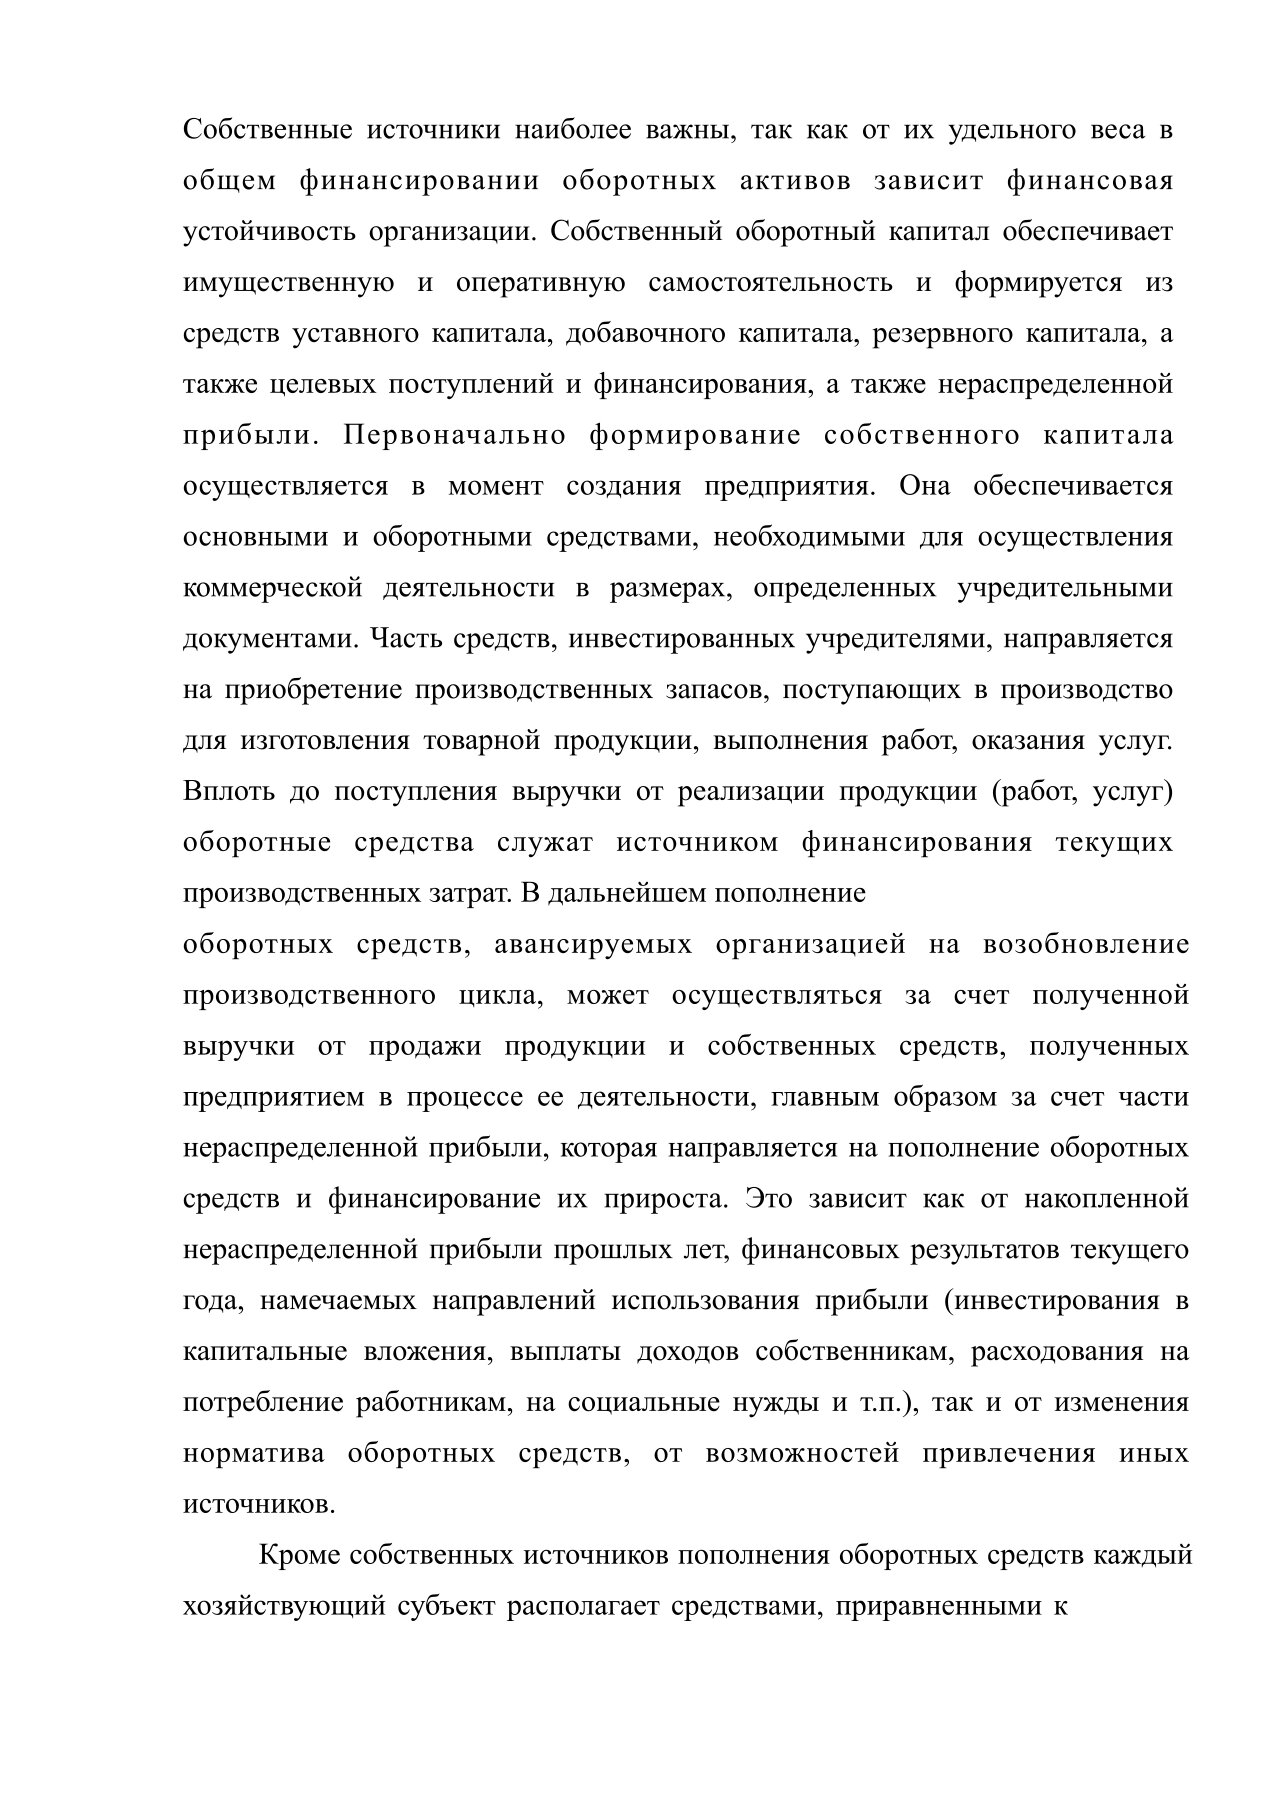 Собственные источники наиболее важны, так как от их удельного веса в
общем финансировании оборотных активов зависит финансовая
устойчивость организации. Собственный оборотный капитал обеспечивает
имущественную и оперативную самостоятельность и формируется из
средств уставного капитала, добавочного капитала, резервного капитала, а
также целевых поступлений и финансирования, а также нераспределенной
прибыли. Первоначально формирование собственного капитала
осуществляется в момент создания предприятия. Она обеспечивается
основными и оборотными средствами, необходимыми для осуществления
коммерческой деятельности в размерах, определенных учредительными
документами. Часть средств, инвестированных учредителями, направляется
на приобретение производственных запасов, поступающих в производство
для изготовления товарной продукции, выполнения работ, оказания услуг.
Вплоть до поступления выручки от реализации продукции (работ, услуг)
оборотные средства служат источником финансирования текущих
производственных затрат. В дальнейшем пополнение
оборотных средств, авансируемых организацией на возобновление
производственного цикла, может осуществляться за счет полученной
выручки от продажи продукции и собственных средств, полученных
предприятием в процессе ее деятельности, главным образом за счет части
нераспределенной прибыли, которая направляется на пополнение оборотных
средств и финансирование их прироста. Это зависит как от накопленной
нераспределенной прибыли прошлых лет, финансовых результатов текущего
года, намечаемых направлений использования прибыли (инвестирования в
капитальные вложения, выплаты доходов собственникам, расходования на
потребление работникам, на социальные нужды и т.п.), так и от изменения
норматива оборотных средств, от возможностей привлечения иных
источников.
Кроме собственных источников пополнения оборотных средств каждый
хозяйствующий субъект располагает средствами, приравненными к